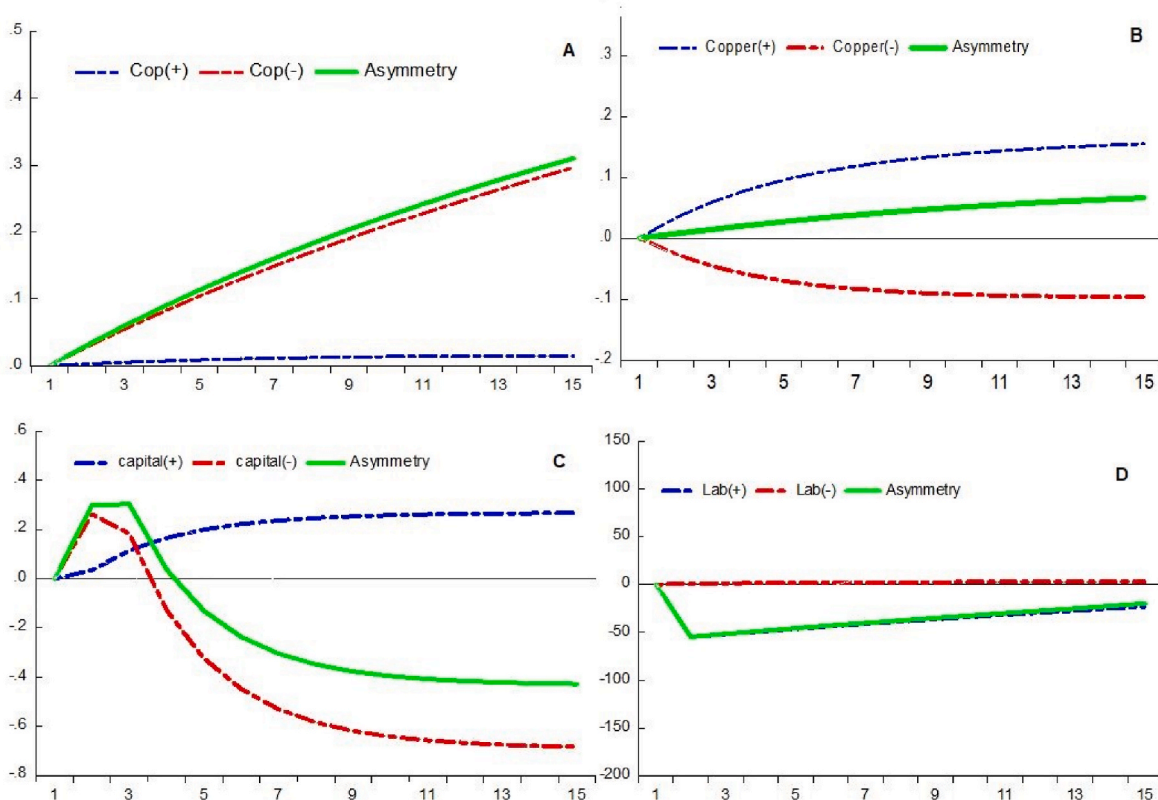 .5
A
Cop(+) Cop(-) Asymmetry
.4
.3
.2
.1
.0
1 3 5 7 9 11 13 15
B
.3
Copper(+) Copper(-) Asymmetry
.2
.1
.0
-.1
-.2
1 3 5 7 9 11 13 15
.6
capital(+) capital(-) Asymmetry C
.4
.2
.0
-.2
-.4
-.6
-.8
1 3 5 7 9 11 13 15
150
D
100
Lab(+) Lab(-) Asymmetry
50
0
-50
-100
-150
-200
1 3 5 7 9 11 13 15